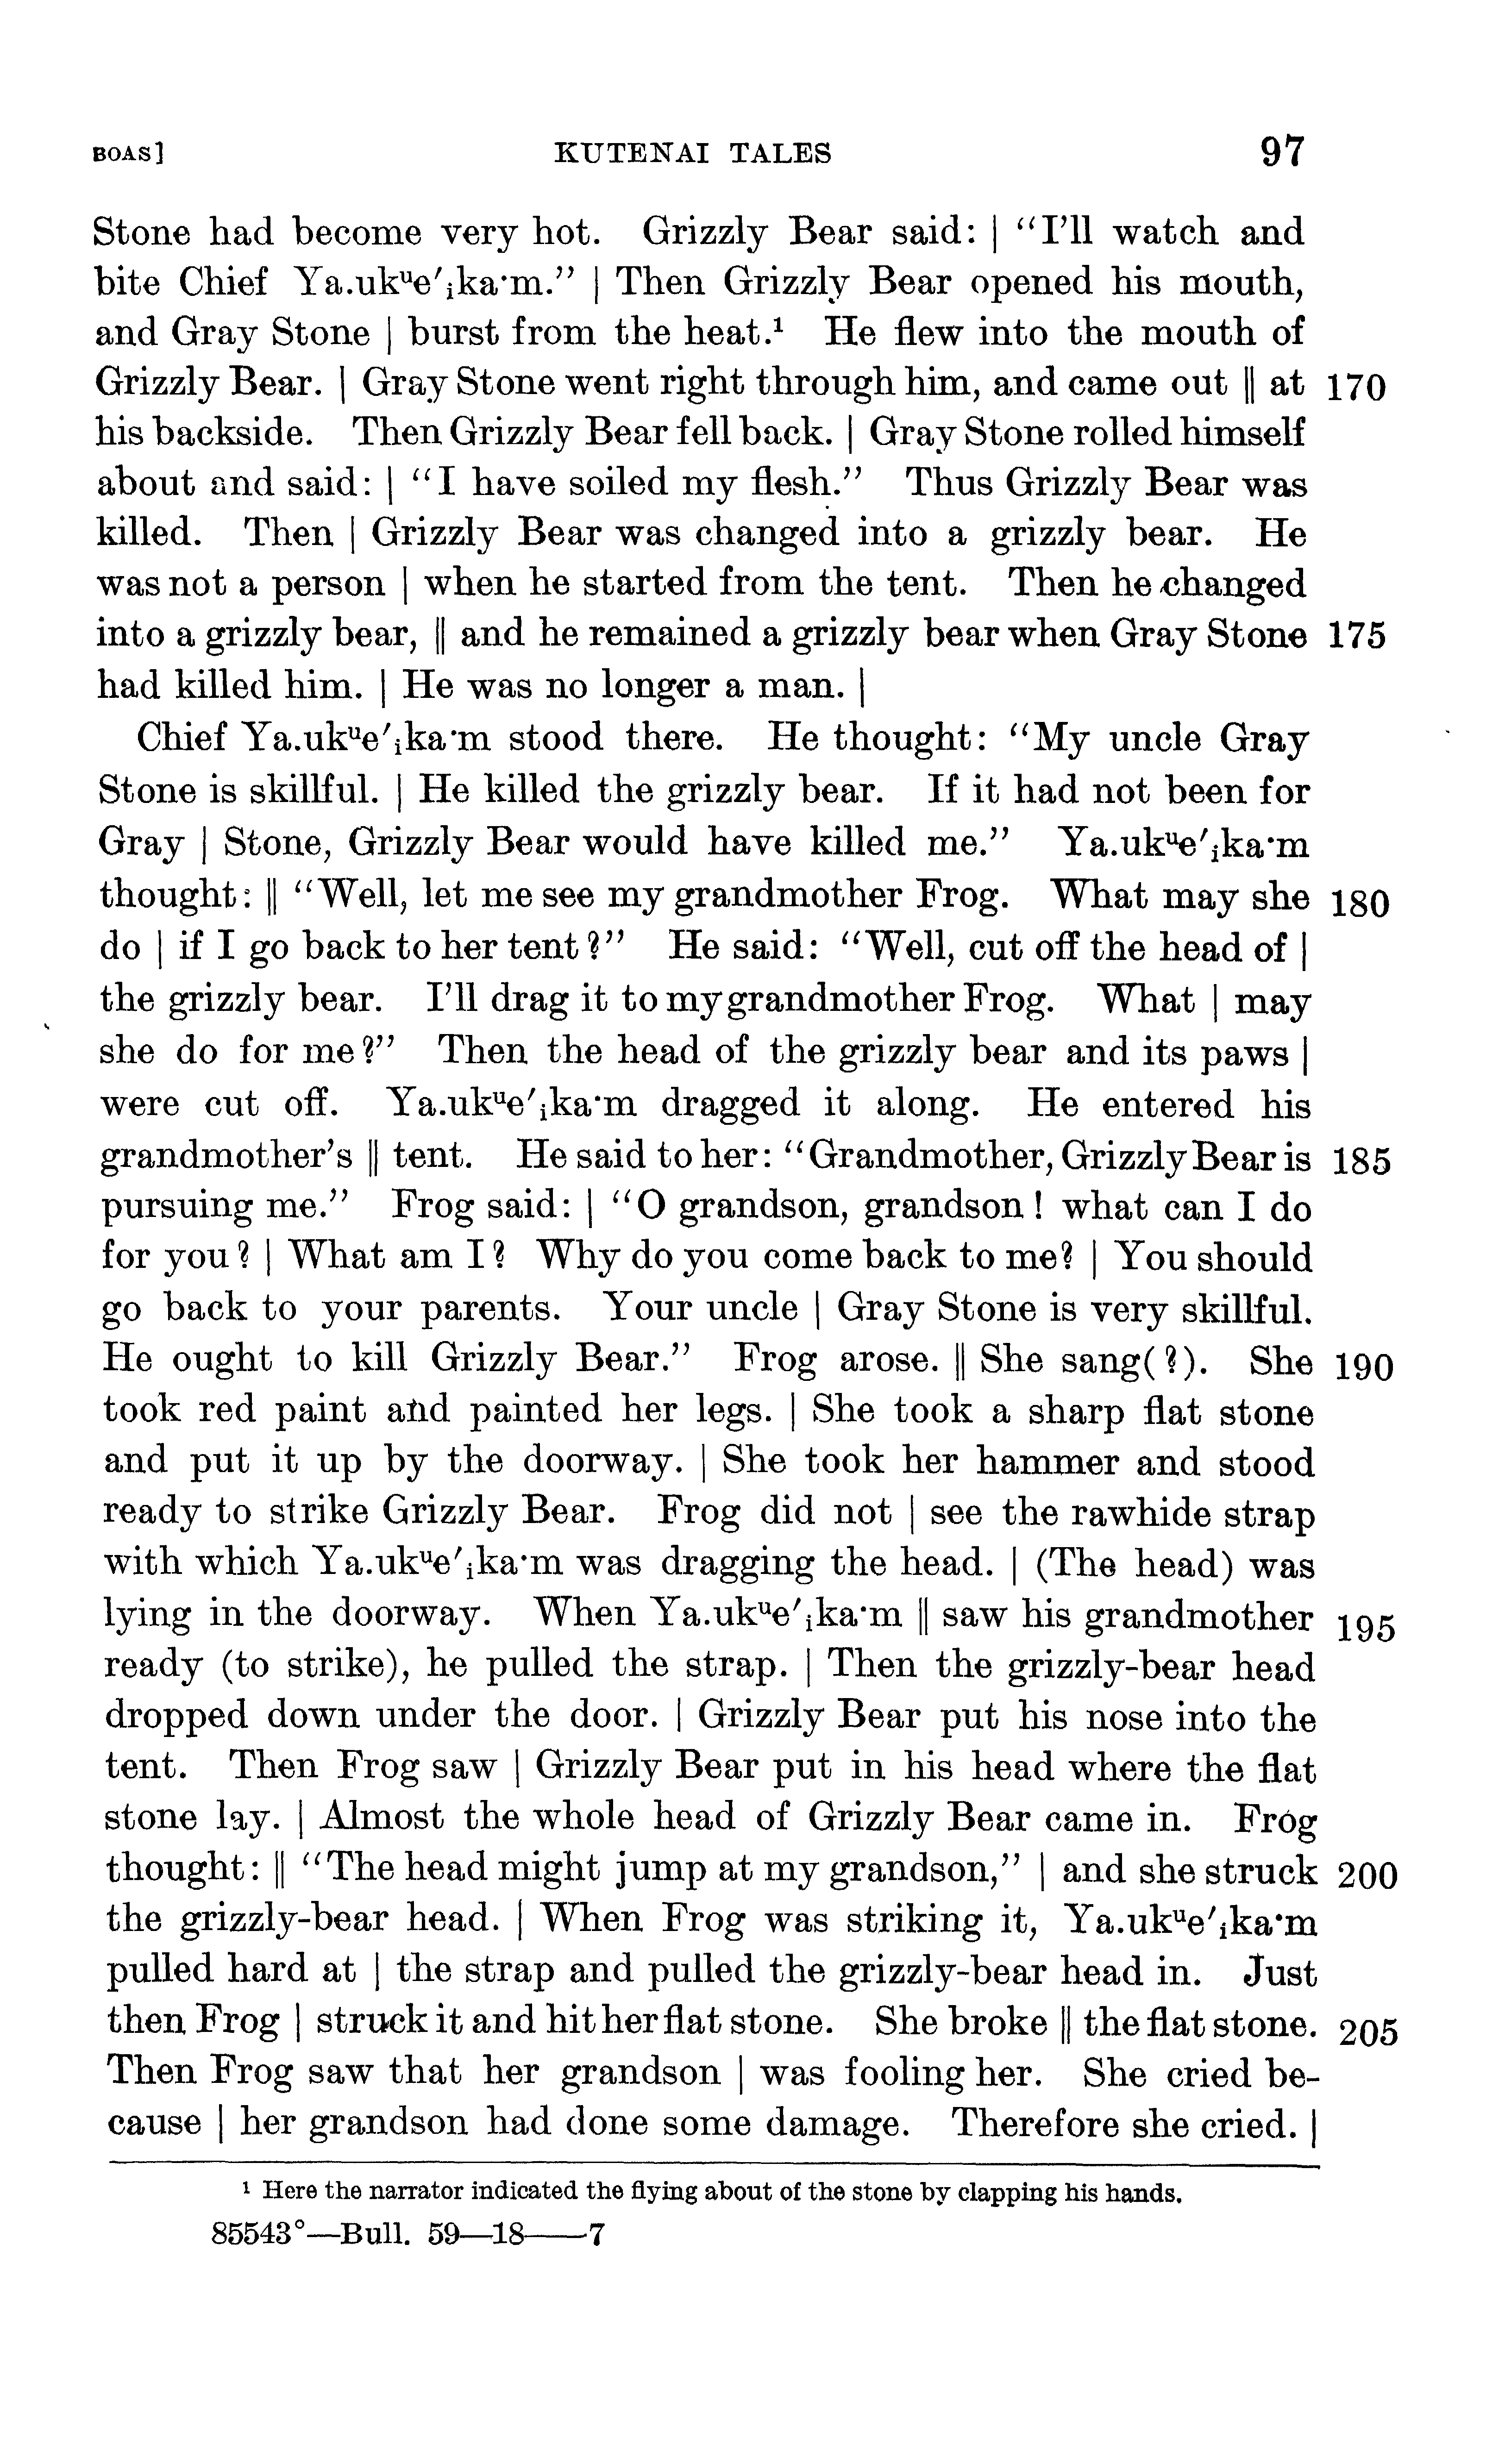 BOAS] KUTENAI TALES 97
Stone had become very hot. Grizzly Bear said: | “I’ll watch and
bite Chief Ya.ukᵘe′ᵢka·m.” | Then Grizzly Bear opened his mouth,
and Gray Stone | burst from the heat.¹ He flew into the mouth of
Grizzly Bear. | Gray Stone went right through him, and came out ‖ at 170
his backside. Then Grizzly Bear fell back. | Gray Stone rolled himself
about and said: | “I have soiled my flesh.” Thus Grizzly Bear was
killed. Then | Grizzly Bear was changed into a grizzly bear. He
was not a person | when he started from the tent. Then he changed
into a grizzly bear, ‖ and he remained a grizzly bear when Gray Stone 175
had killed him. | He was no longer a man. |
Chief Ya.ukᵘe′ᵢka·m stood there. He thought: “My uncle Gray
Stone is skillful. | He killed the grizzly bear. If it had not been for
Gray | Stone, Grizzly Bear would have killed me.” Ya.ukᵘe′ᵢka·m
thought: ‖ “Well, let me see my grandmother Frog. What may she 180
do | if I go back to her tent?” He said: “Well, cut off the head of |
the grizzly bear. I’ll drag it to my grandmother Frog. What | may
she do for me?” Then the head of the grizzly bear and its paws |
were cut off. Ya.ukᵘe′ᵢka·m dragged it along. He entered his
grandmother’s ‖ tent. He said to her: “Grandmother, Grizzly Bear is 185
pursuing me.” Frog said: | “O grandson, grandson! what can I do
for you? | What am I? Why do you come back to me? | You should
go back to your parents. Your uncle | Gray Stone is very skillful.
He ought to kill Grizzly Bear.” Frog arose. ‖ She sang(?). She 190
took red paint and painted her legs. | She took a sharp flat stone
and put it up by the doorway. | She took her hammer and stood
ready to strike Grizzly Bear. Frog did not | see the rawhide strap
with which Ya.ukᵘe′ᵢka·m was dragging the head. | (The head) was
lying in the doorway. When Ya.ukᵘe′ᵢka·m ‖ saw his grandmother 195
ready (to strike), he pulled the strap. | Then the grizzly-bear head
dropped down under the door. | Grizzly Bear put his nose into the
tent. Then Frog saw | Grizzly Bear put in his head where the flat
stone lay. | Almost the whole head of Grizzly Bear came in. Frog
thought: ‖ “The head might jump at my grandson,” | and she struck 200
the grizzly-bear head. | When Frog was striking it, Ya.ukᵘe′ᵢka·m
pulled hard at | the strap and pulled the grizzly-bear head in. Just
then Frog | struck it and hit her flat stone. She broke ‖ the flat stone. 205
Then Frog saw that her grandson | was fooling her. She cried be-
cause | her grandson had done some damage. Therefore she cried. |
¹ Here the narrator indicated the flying about of the stone by clapping his hands.
85543°—Bull. 59—18——7